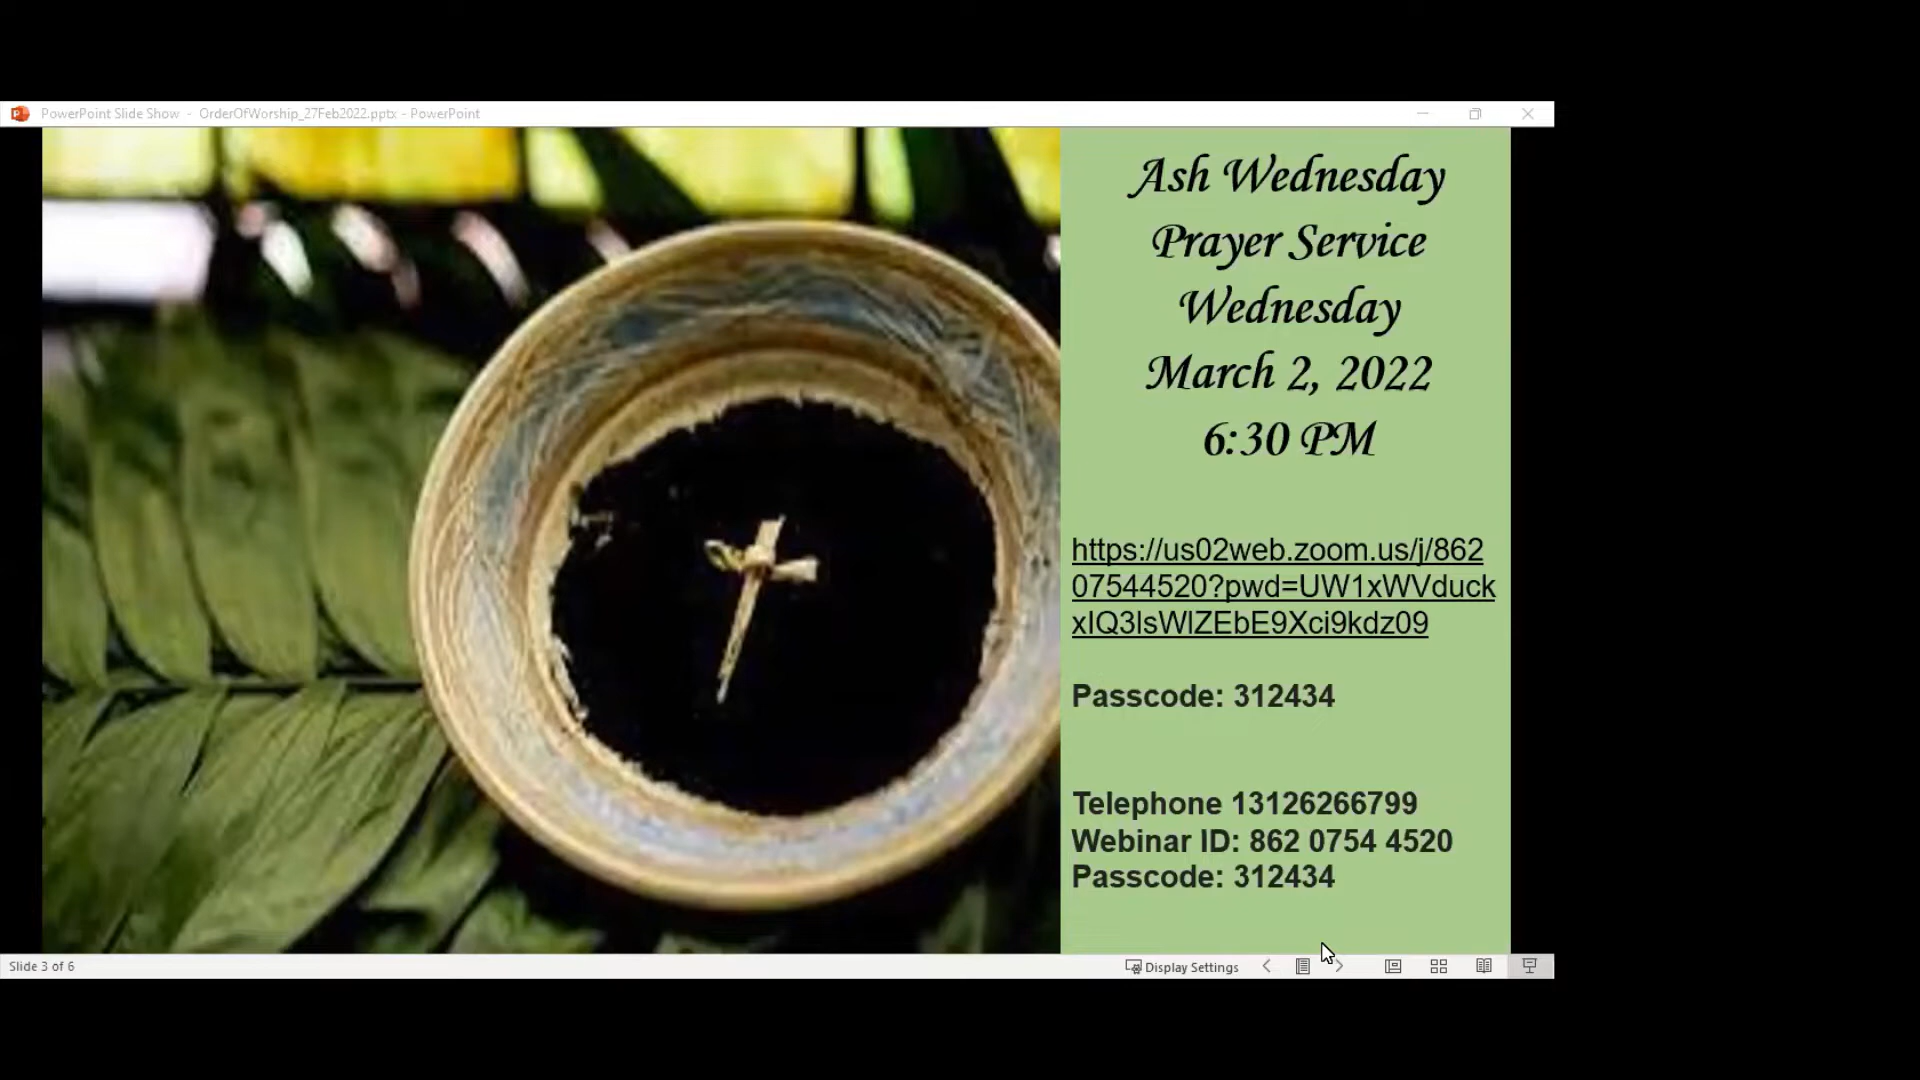 PowerPoint Slide Show - OrderOfWorship_27Feb2022.pptx - PowerPoint
Ash Wednesday
Prayer Service
Wednesday
March 2, 2022
6:30 PM
https://us02web.zoom.us/j/862
07544520?pwd=UW1xWVduck
xIQ3lsWlZEbE9Xci9kdz09
Passcode: 312434
Telephone 13126266799
Webinar ID: 862 0754 4520
Passcode: 312434
Slide 3 of 6
Display Settings